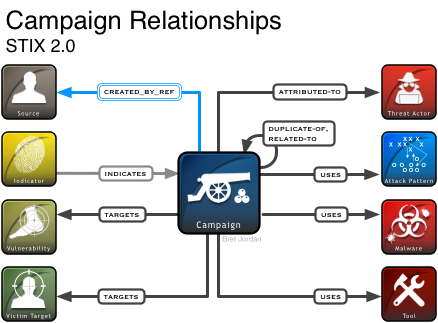 Campaign Relationships
STIX 2.0
Source
CREATED_BY_REF
ATTRIBUTED-TO
Threat Actor
DUPLICATE-OF,
RELATED-TO
Indicator
INDICATES
Campaign
USES
Attack Pattern
X X X
X X X
Vulnerability
TARGETS
USES
Malware
Bret Jordan
Victim Target
TARGETS
USES
Tool